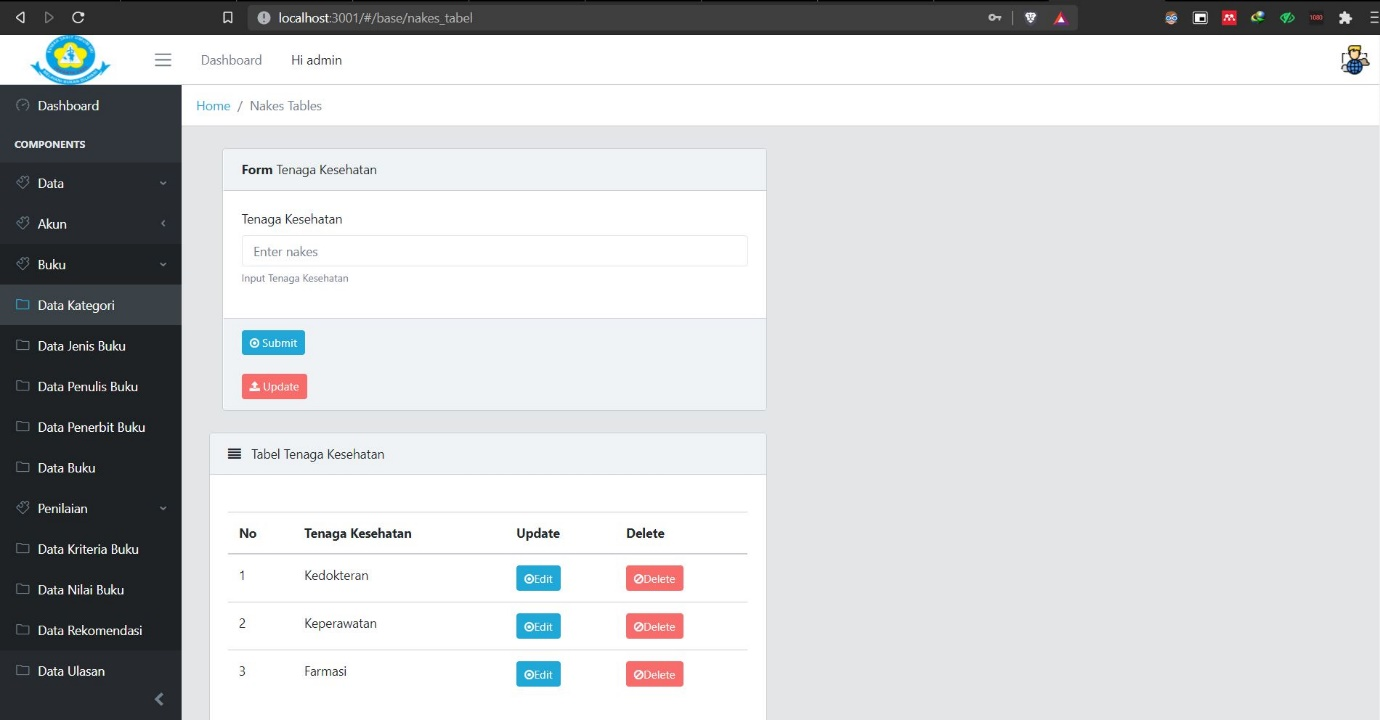 localhost:3001/#/base/nakes_tabel
1080
Dashboard Hi admin
Dashboard
COMPONENTS
Data
Akun
Buku
Data Kategori
Data Jenis Buku
Data Penulis Buku
Data Penerbit Buku
Data Buku
Penilaian
Data Kriteria Buku
Data Nilai Buku
Data Rekomendasi
Data Ulasan
Home / Nakes Tables
Form Tenaga Kesehatan
Tenaga Kesehatan
Enter nakes
Input Tenaga Kesehatan
Submit
Update
Tabel Tenaga Kesehatan
No Tenaga Kesehatan Update Delete
1 Kedokteran Edit Delete
2 Keperawatan Edit Delete
3 Farmasi Edit Delete